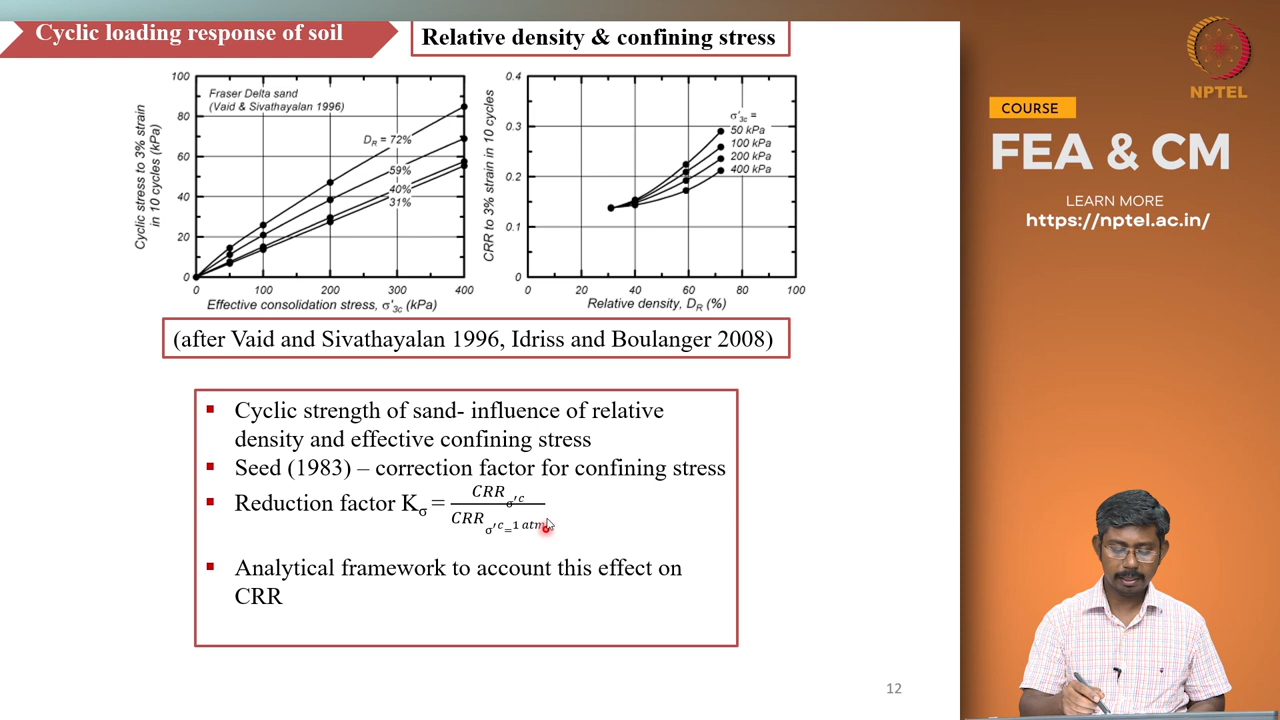 Cyclic loading response of soil
Relative density & confining stress
Fraser Delta sand
(Vaid & Sivathayalan 1996)
Cyclic stress to 3% strain
in 10 cycles (kPa)
100
80
60
40
20
0
D_R = 72%
59%
40%
31%
0 100 200 300 400
Effective consolidation stress, σ'3c (kPa)
CRR to 3% strain in 10 cycles
0.4
0.3
0.2
0.1
0
σ'3c =
50 kPa
100 kPa
200 kPa
400 kPa
0 20 40 60 80 100
Relative density, D_R (%)
(after Vaid and Sivathayalan 1996, Idriss and Boulanger 2008)
▪ Cyclic strength of sand- influence of relative
density and effective confining stress
▪ Seed (1983) – correction factor for confining stress
▪ Reduction factor Kσ = CRR σ'c / CRR σ'c=1 atm
▪ Analytical framework to account this effect on
CRR
12
NPTEL
COURSE
FEA & CM
LEARN MORE
https://nptel.ac.in/